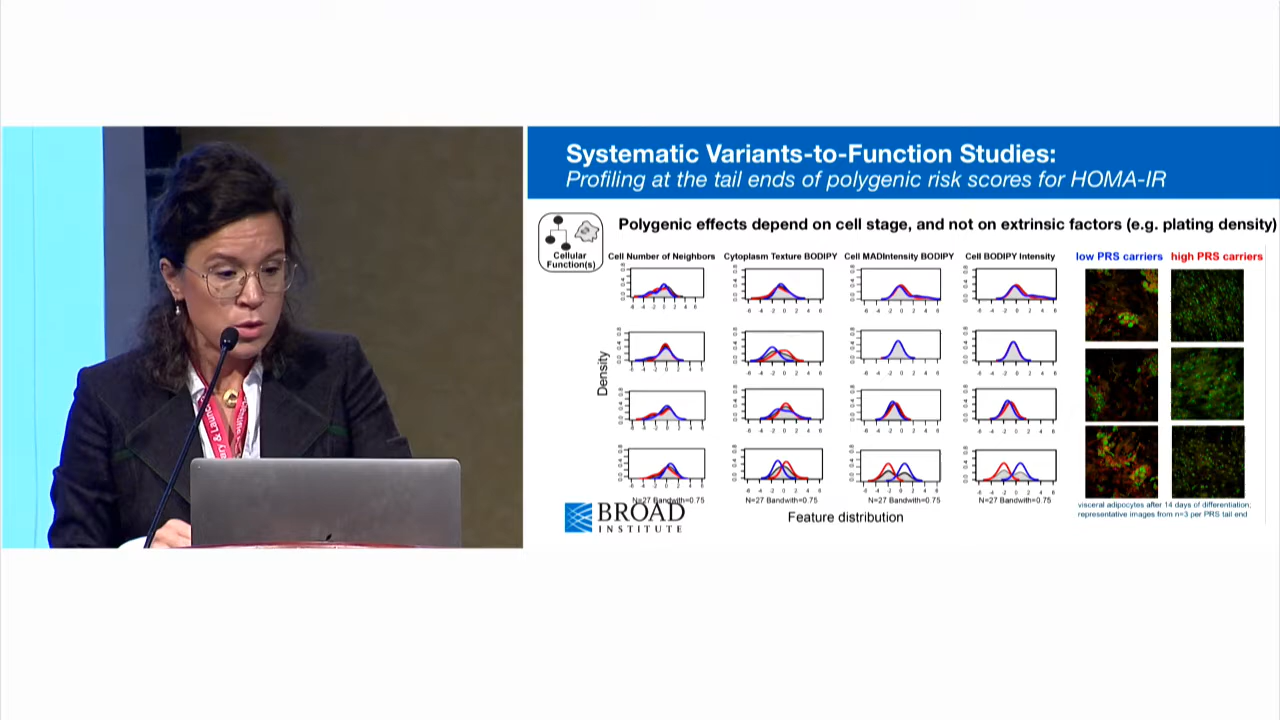 Systematic Variants-to-Function Studies:
Profiling at the tail ends of polygenic risk scores for HOMA-IR
Polygenic effects depend on cell stage, and not on extrinsic factors (e.g. plating density)
Cellular
Function(s)
Cell Number of Neighbors
Cytoplasm Texture BODIPY
Cell MADIntensity BODIPY
Cell BODIPY Intensity
low PRS carriers
high PRS carriers
Density
N=27 Bandwith=0.75
N=27 Bandwith=0.75
N=27 Bandwith=0.75
N=27 Bandwith=0.75
Feature distribution
visceral adipocytes after 14 days of differentiation;
representative images from n=3 per PRS tail end
BROAD
INSTITUTE